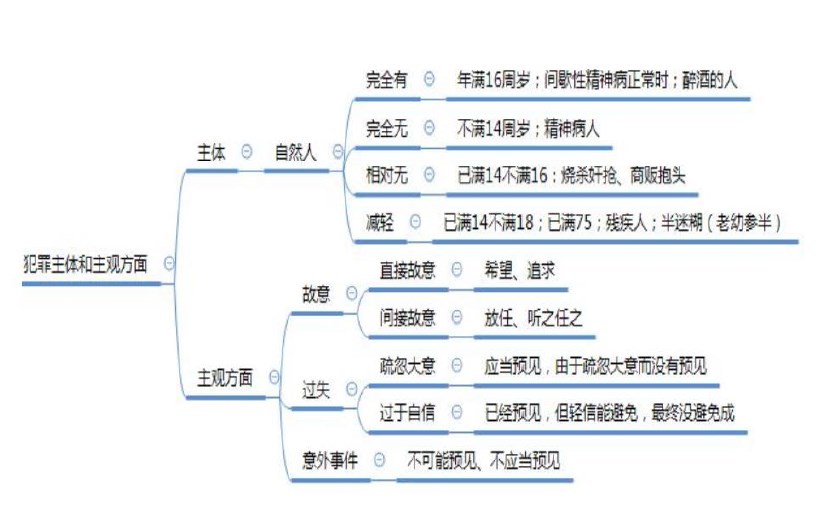 完全有
年满16周岁；间歇性精神病正常时；醉酒的人
完全无
不满14周岁；精神病人
主体
自然人
相对无
已满14不满16：烧杀奸抢、商贩抱头
减轻
已满14不满18；已满75；残疾人；半迷糊（老幼参半）
犯罪主体和主观方面
直接故意
希望、追求
故意
间接故意
放任、听之任之
主观方面
疏忽大意
应当预见，由于疏忽大意而没有预见
过失
过于自信
已经预见，但轻信能避免，最终没避免成
意外事件
不可能预见、不应当预见